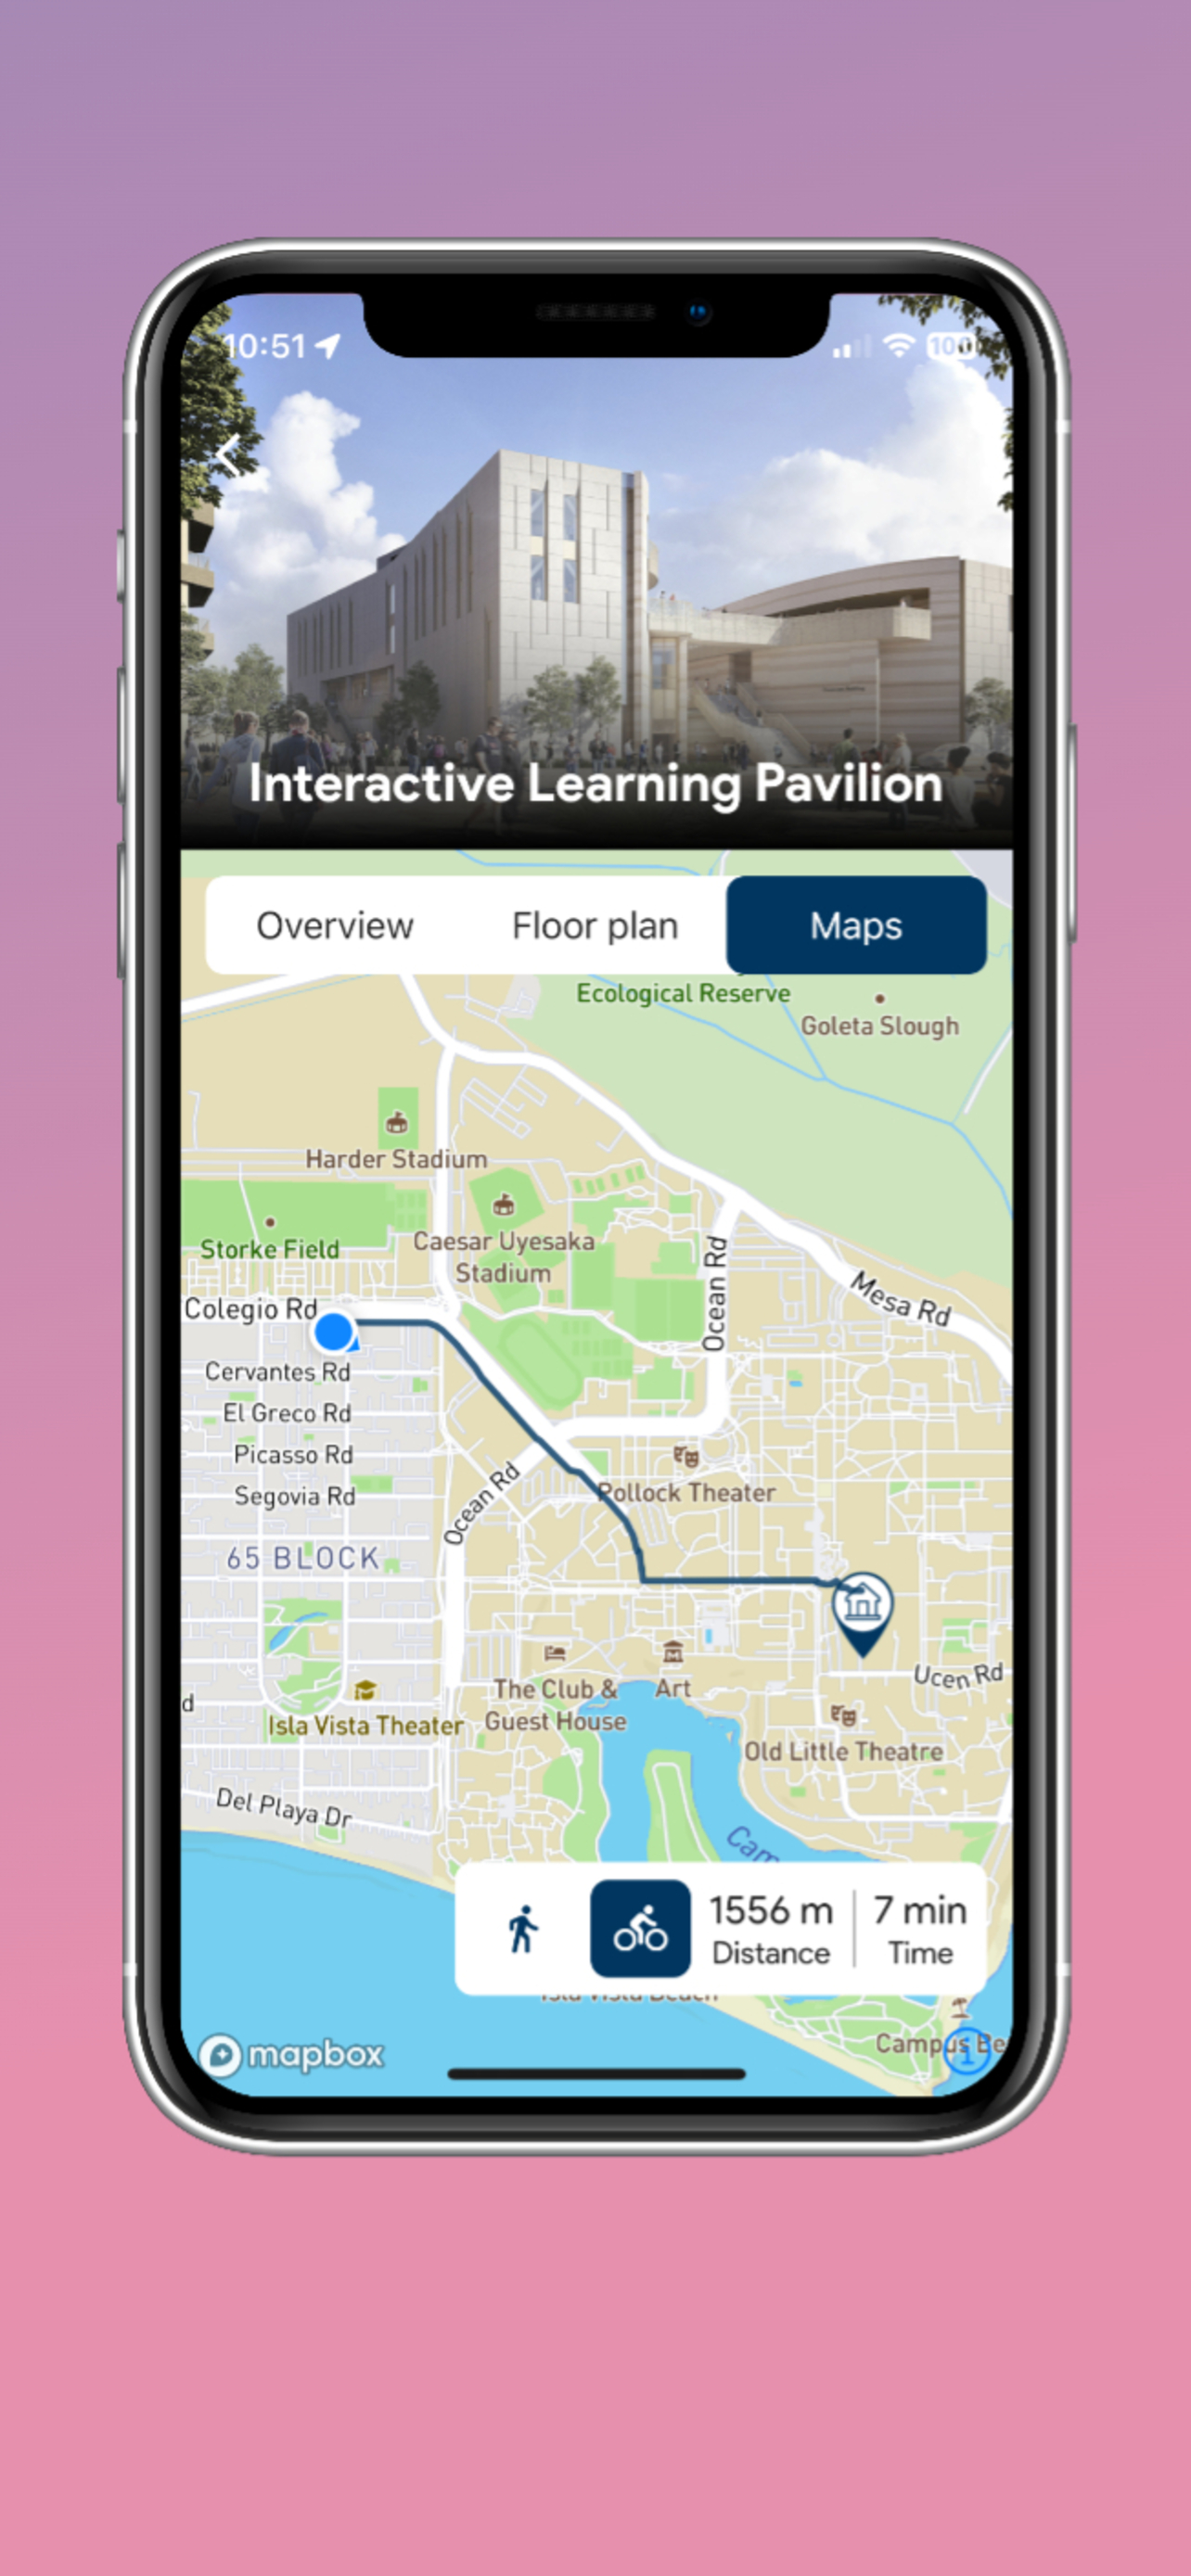 10:51
100
Interactive Learning Pavilion
Overview
Floor plan
Maps
Ecological Reserve
Goleta Slough
Harder Stadium
Storke Field
Caesar Uyesaka
Stadium
Ocean Rd
Mesa Rd
Colegio Rd
Cervantes Rd
El Greco Rd
Picasso Rd
Segovia Rd
Ocean Rd
Pollock Theater
65 BLOCK
The Club &
Guest House
Art
Ucen Rd
d
Isla Vista Theater
Old Little Theatre
Del Playa Dr
Cam
1556 m
Distance
7 min
Time
Isla Vista Beach
Campus Be
mapbox